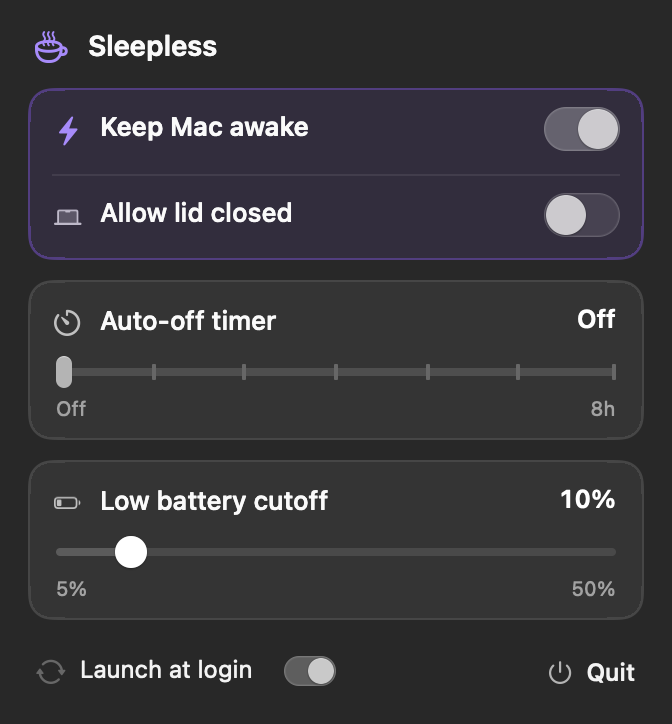 Sleepless
Keep Mac awake
Allow lid closed
Auto-off timer Off
Off 8h
Low battery cutoff 10%
5% 50%
Launch at login Quit